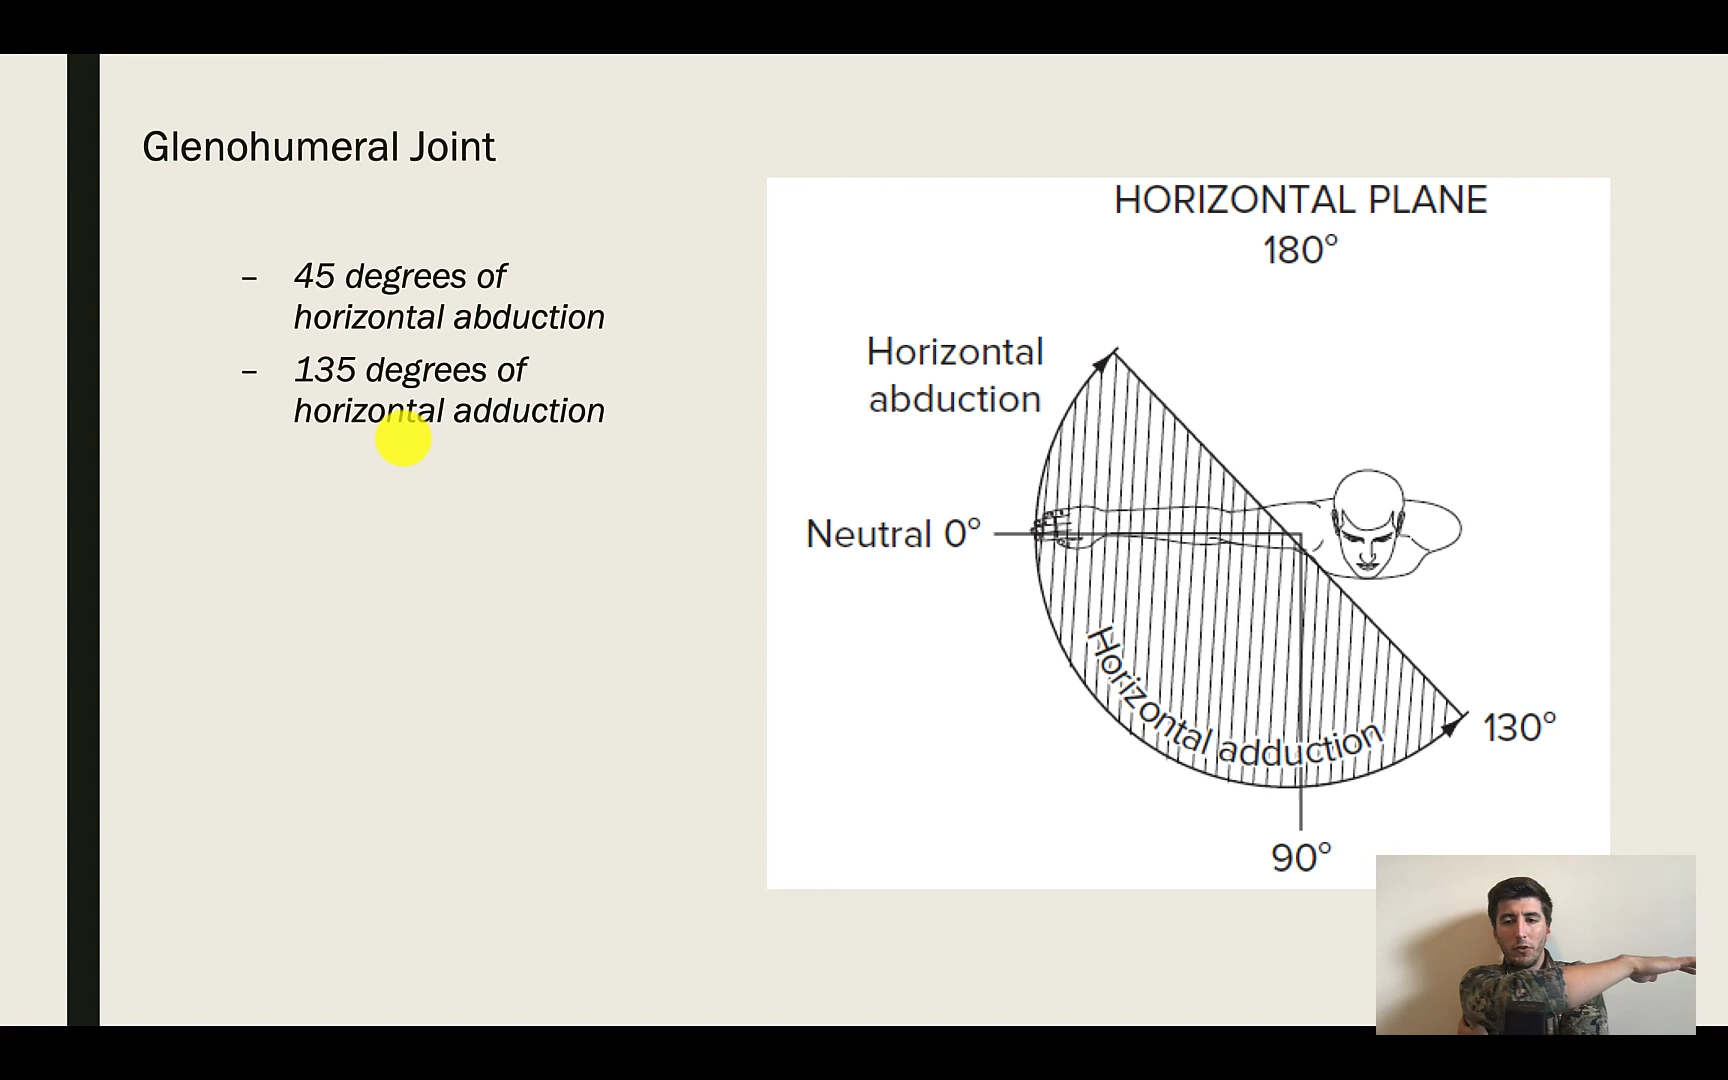 Glenohumeral Joint
– 45 degrees of
horizontal abduction
– 135 degrees of
horizontal adduction
HORIZONTAL PLANE
180°
Horizontal
abduction
Neutral 0°
Horizontal adduction
130°
90°